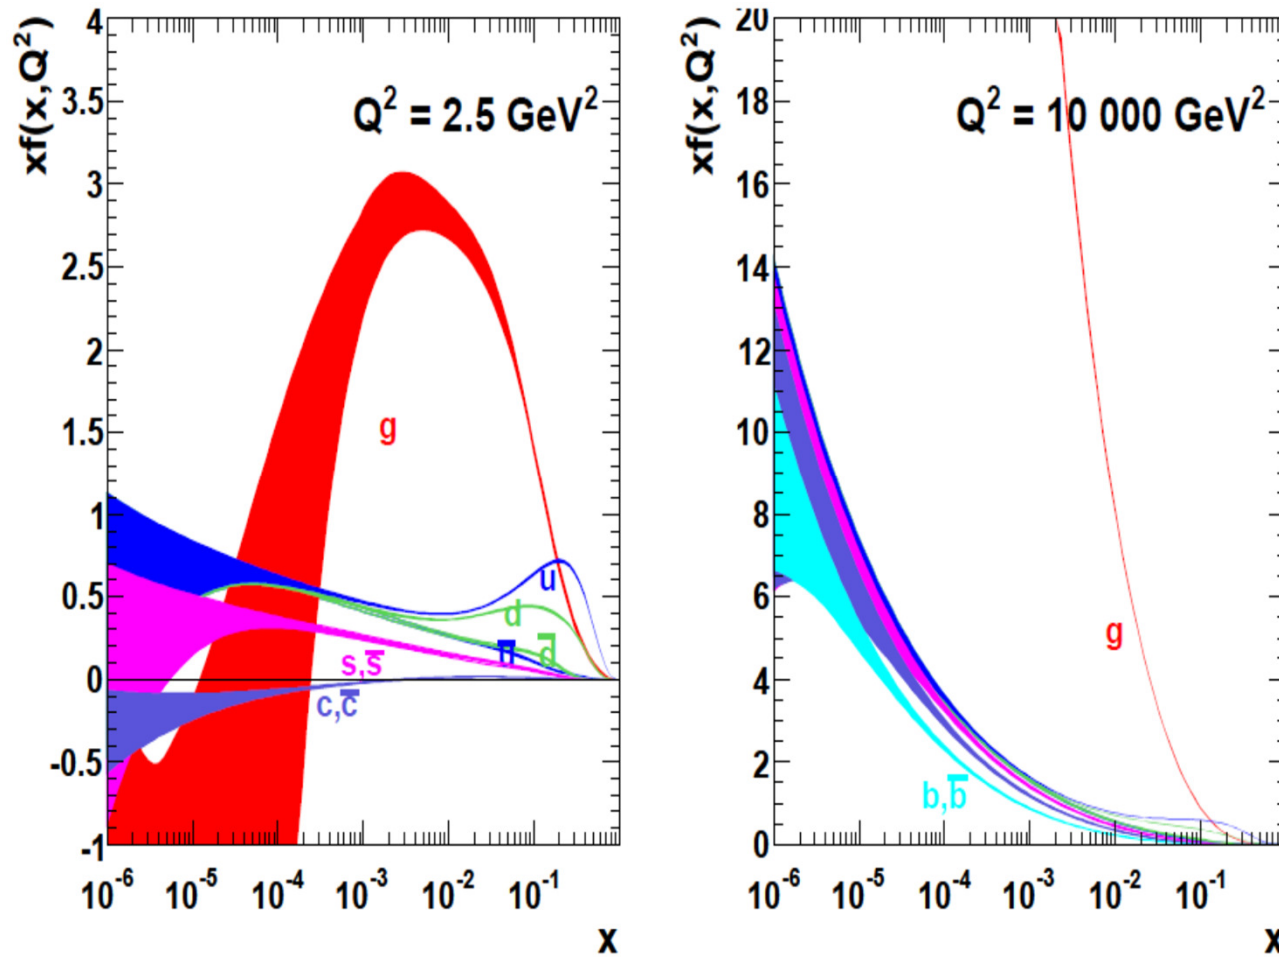 xf(x,Q²)
Q² = 2.5 GeV²
4
3.5
3
2.5
2
1.5
1
0.5
0
-0.5
-1
g
u
d
u̅
d̅
s,s̅
c,c̅
10⁻⁶ 10⁻⁵ 10⁻⁴ 10⁻³ 10⁻² 10⁻¹
x
xf(x,Q²)
Q² = 10 000 GeV²
20
18
16
14
12
10
8
6
4
2
0
g
b,b̅
10⁻⁶ 10⁻⁵ 10⁻⁴ 10⁻³ 10⁻² 10⁻¹
x